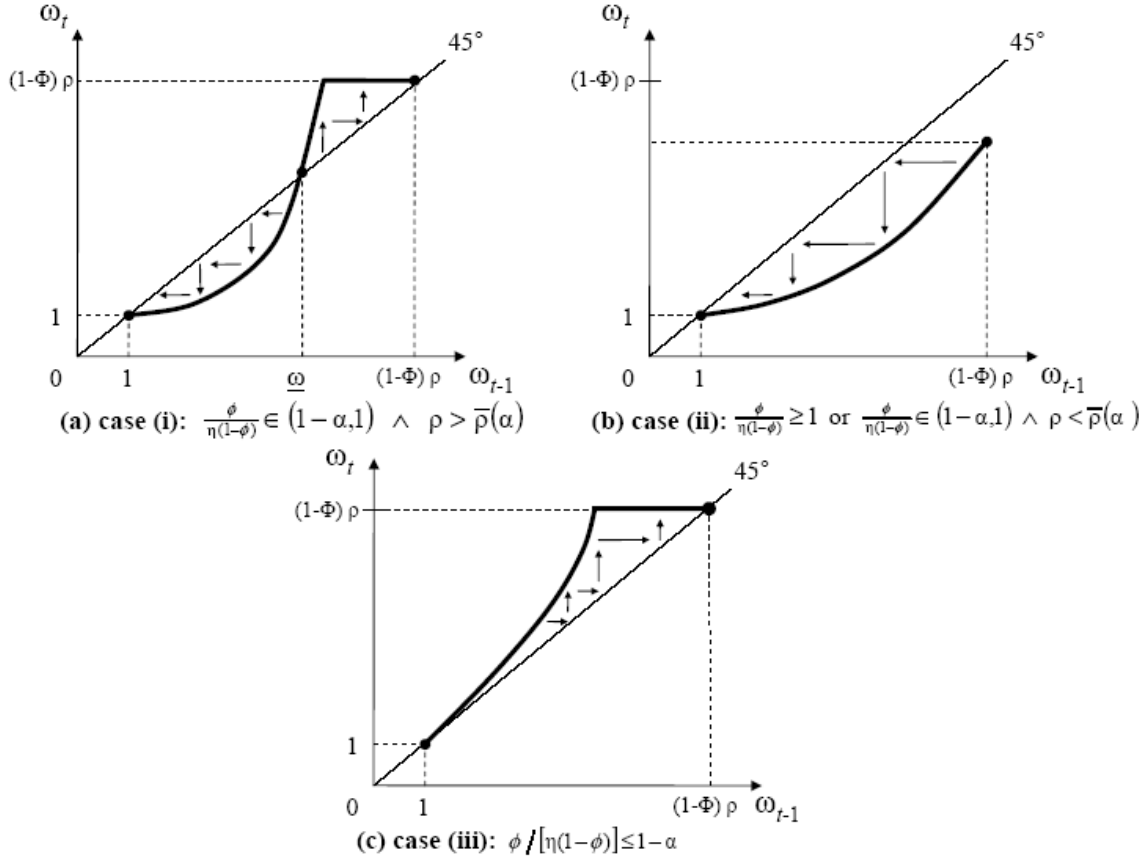 ωt
45°
(1-Φ) ρ
1
0
1
ω
(1-Φ) ρ
ωt-1
(a) case (i): ϕ/η(1−ϕ) ∈ (1−α,1) ∧ ρ > ρ̅(α)
ωt
45°
(1-Φ) ρ
1
0
1
(1-Φ) ρ
ωt-1
(b) case (ii): ϕ/η(1−ϕ) ≥ 1 or ϕ/η(1−ϕ) ∈ (1−α,1) ∧ ρ < ρ̅(α)
ωt
45°
(1-Φ) ρ
1
0
1
(1-Φ) ρ
ωt-1
(c) case (iii): ϕ/[η(1−ϕ)] ≤ 1−α